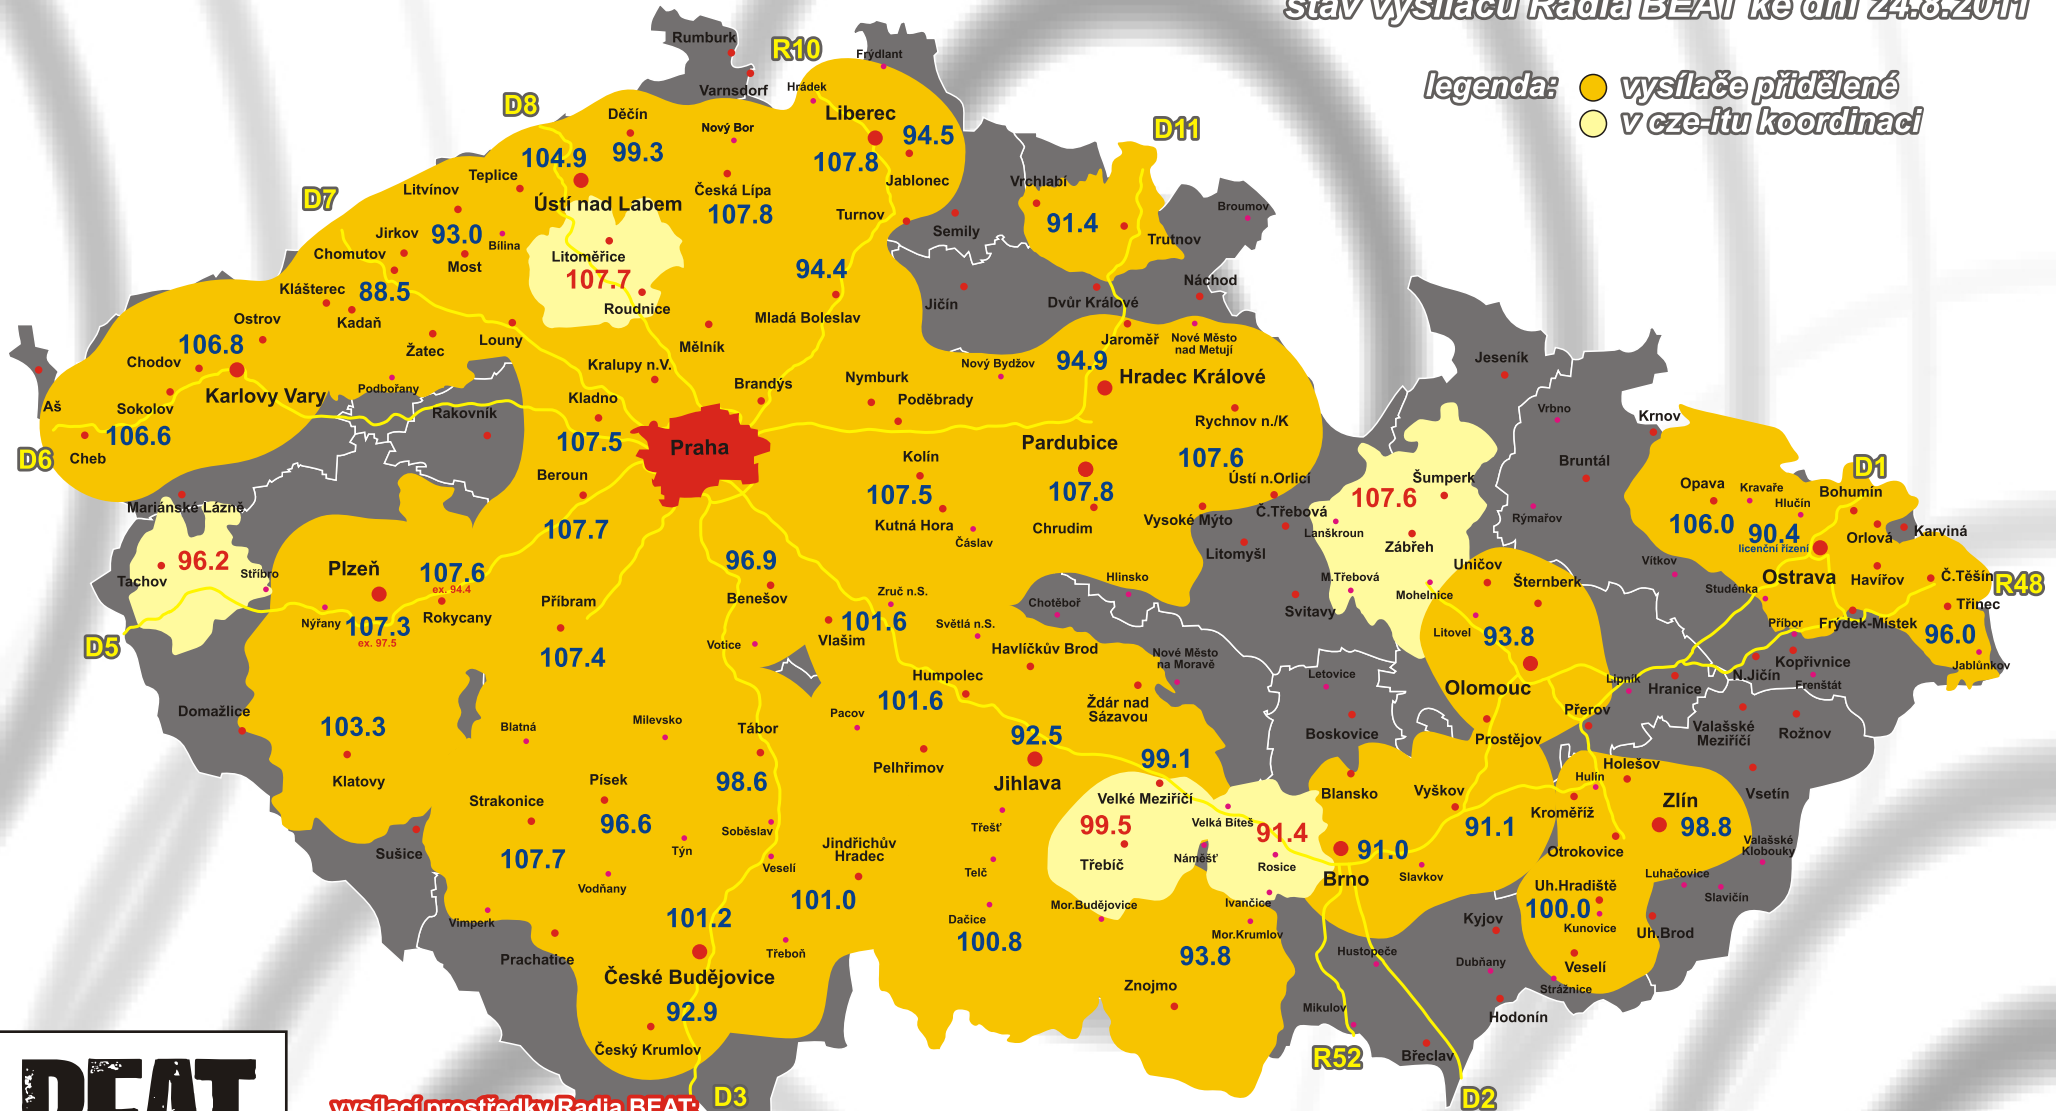 stav vysílačů Radia BEAT ke dni 24.8.2011
legenda:
vysílače přidělené
v cze-itu koordinaci
Rumburk
R10
Frýdlant
Varnsdorf
Hrádek
D8
Děčín
Nový Bor
Liberec
94.5
D11
104.9
99.3
107.8
Teplice
Jablonec
Vrchlabí
D7
Litvínov
Česká Lípa
Ústí nad Labem
107.8
Turnov
91.4
Broumov
Jirkov
93.0
Bílina
Semily
Trutnov
Chomutov
Most
Litoměřice
107.7
94.4
Náchod
Klášterec
88.5
Roudnice
Jičín
Dvůr Králové
Ostrov
Kadaň
Mladá Boleslav
106.8
Louny
Žatec
Mělník
Jaroměř
Nové Město
nad Metují
Chodov
Kralupy n.V.
Nový Bydžov
94.9
Jeseník
Karlovy Vary
Podbořany
Brandýs
Nymburk
Hradec Králové
Aš
Sokolov
Rakovník
Kladno
Poděbrady
Vrbno
Krnov
106.6
107.5
Praha
Pardubice
Rychnov n./K
D6
Cheb
Kolín
107.6
Bruntál
D1
Beroun
Ústí n.Orlicí
Šumperk
Opava
Kravaře
Bohumín
Mariánské Lázně
107.5
107.8
107.6
Hlučín
Kutná Hora
Chrudim
Vysoké Mýto
Č.Třebová
Rýmařov
106.0
90.4
Karviná
107.7
Čáslav
Lanškroun
Zábřeh
licenční řízení
Orlová
96.2
Plzeň
107.6
ex. 94.4
96.9
Litomyšl
Vítkov
Tachov
Stříbro
Hlinsko
M.Třebová
Uničov
Šternberk
Ostrava
Havířov
Č.Těšín
R48
Rokycany
Příbram
Benešov
Zruč n.S.
Chotěboř
Svitavy
Mohelnice
Studénka
Třinec
Nýřany
107.3
ex. 97.5
101.6
Světlá n.S.
Litovel
93.8
Příbor
Frýdek-Místek
96.0
D5
107.4
Votice
Vlašim
Havlíčkův Brod
Nové Město
na Moravě
Kopřivnice
Jablůnkov
Humpolec
Letovice
Olomouc
Lipník
Hranice
N.Jičín
Frenštát
Domažlice
101.6
Ždár nad
Sázavou
Přerov
103.3
Blatná
Milevsko
Tábor
Pacov
92.5
Boskovice
Prostějov
Valašské
Meziříčí
Rožnov
Klatovy
Písek
98.6
Pelhřimov
Jihlava
99.1
Holešov
Hulín
Strakonice
Velké Meziříčí
Blansko
Vyškov
Kroměříž
Zlín
Vsetín
96.6
Soběslav
Třešť
99.5
Velká Bíteš
91.4
91.1
98.8
Sušice
107.7
Týn
Jindřichův
Hradec
Třebíč
Náměšť
Rosice
91.0
Otrokovice
Valašské
Klobouky
Vodňany
Veselí
Telč
Brno
Slavkov
Luhačovice
101.0
Uh.Hradiště
Slavičín
Vimperk
101.2
Dačice
Mor.Budějovice
Ivančice
100.0
Kyjov
Kunovice
Uh.Brod
100.8
Mor.Krumlov
Prachatice
Třeboň
93.8
Hustopeče
Dubňany
Veselí
České Budějovice
Znojmo
Strážnice
92.9
Mikulov
Hodonín
Český Krumlov
R52
Břeclav
BEAT
D3
D2
vysílací prostředky Radia BEAT: